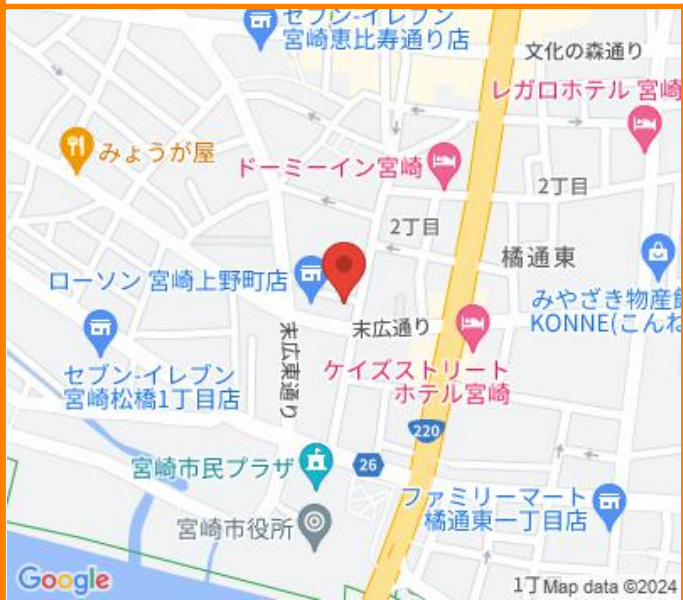 セブン-イレブン
宮崎恵比寿通り店
文化の森通り
レガロホテル 宮崎
みょうが屋
ドーミーイン宮崎
2丁目
2丁目
橘通東
ローソン 宮崎上野町店
みやざき物産館
KONNE(こんね
末広通り
末広東通り
セブン-イレブン
宮崎松橋1丁目店
ケイズストリート
ホテル宮崎
220
宮崎市民プラザ
26
ファミリーマート
橘通東一丁目店
宮崎市役所
Google
1丁
Map data ©2024